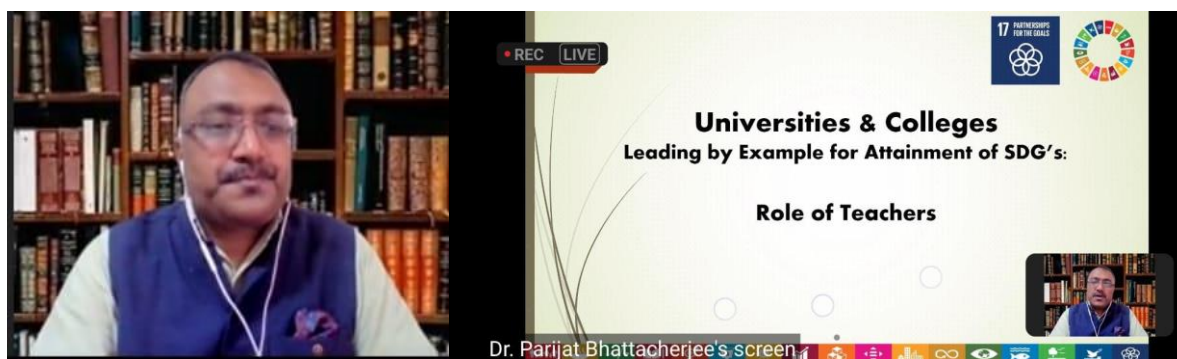 REC LIVE
17 PARTNERSHIPS
FOR THE GOALS
Universities & Colleges
Leading by Example for Attainment of SDG's:
Role of Teachers
Dr. Parijat Bhattacherjee's screen